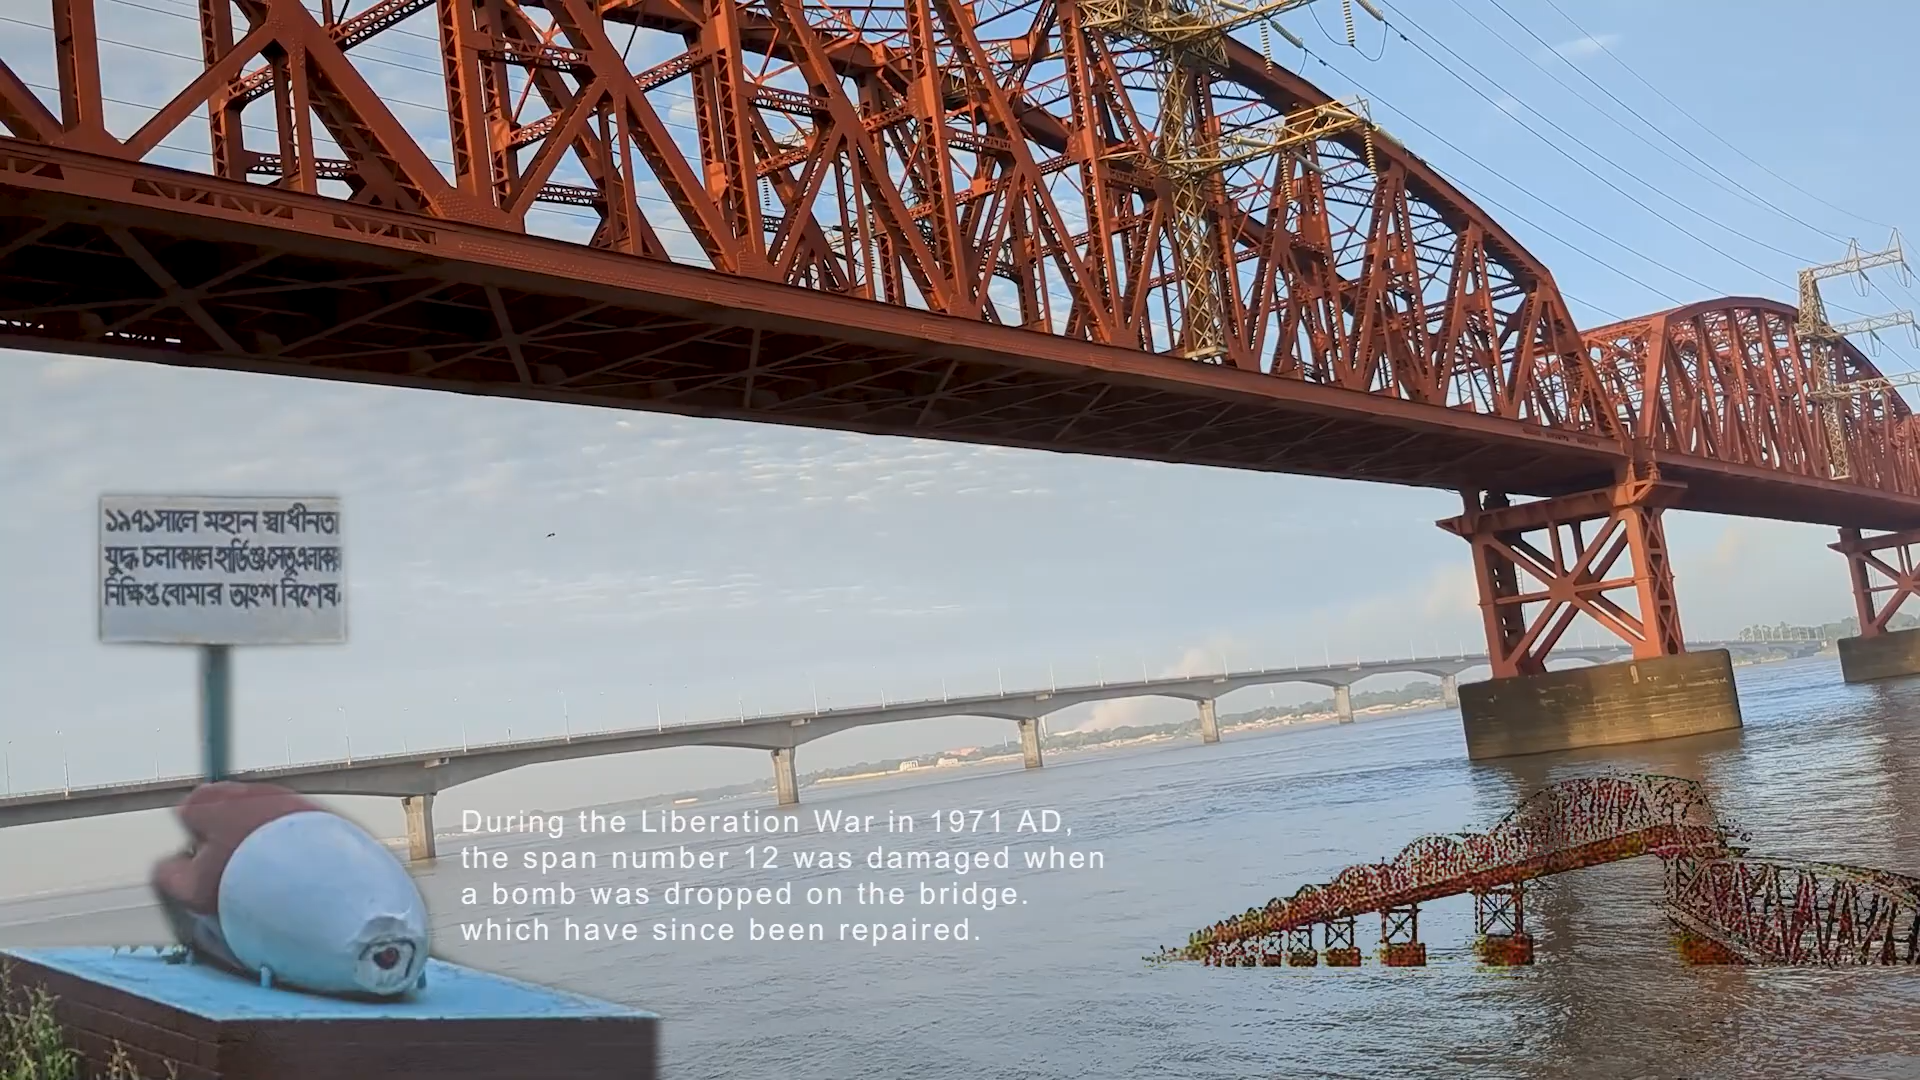 ১৯৭১সালে মহান স্বাধীনতা
যুদ্ধ চলাকালে হার্ডিঞ্জ সেতু এলাকায়
নিক্ষিপ্ত বোমার অংশ বিশেষ।
During the Liberation War in 1971 AD,
the span number 12 was damaged when
a bomb was dropped on the bridge.
which have since been repaired.